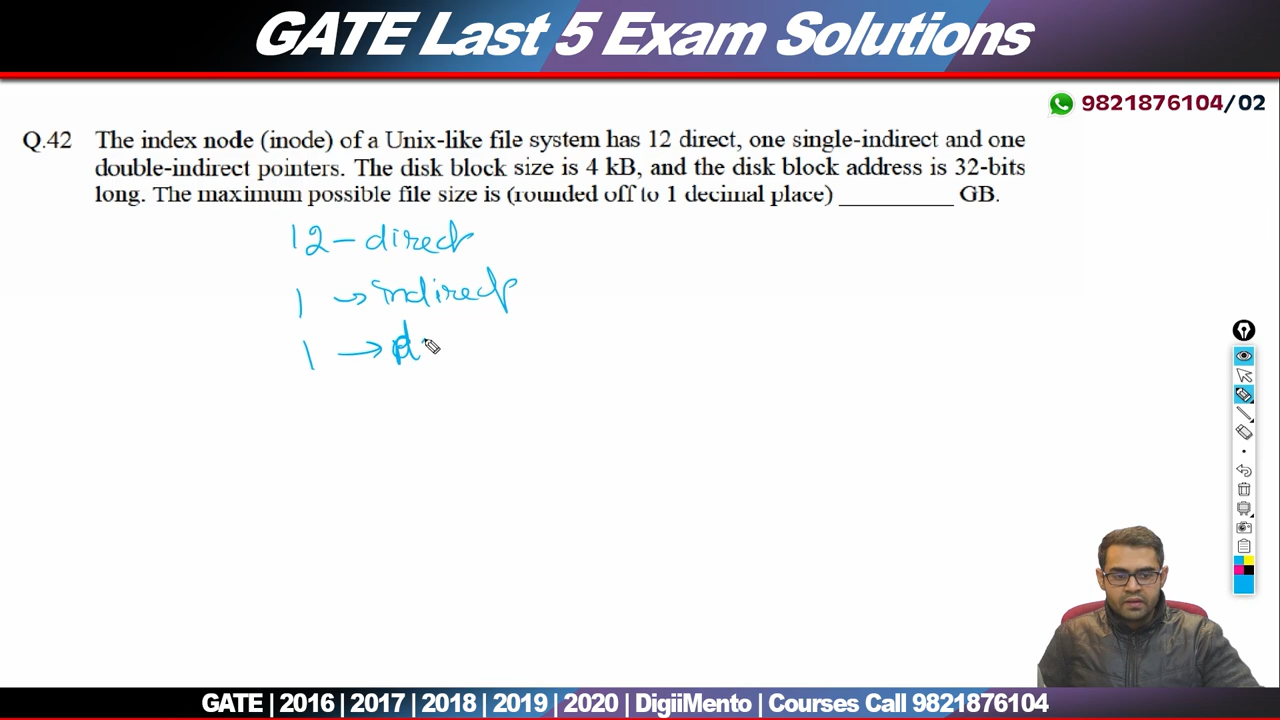 GATE Last 5 Exam Solutions
9821876104/02
Q.42 The index node (inode) of a Unix-like file system has 12 direct, one single-indirect and one
double-indirect pointers. The disk block size is 4 kB, and the disk block address is 32-bits
long. The maximum possible file size is (rounded off to 1 decimal place) __________ GB.
12 - direct
1 → indirect
1 → d
GATE | 2016 | 2017 | 2018 | 2019 | 2020 | DigiiMento | Courses Call 9821876104